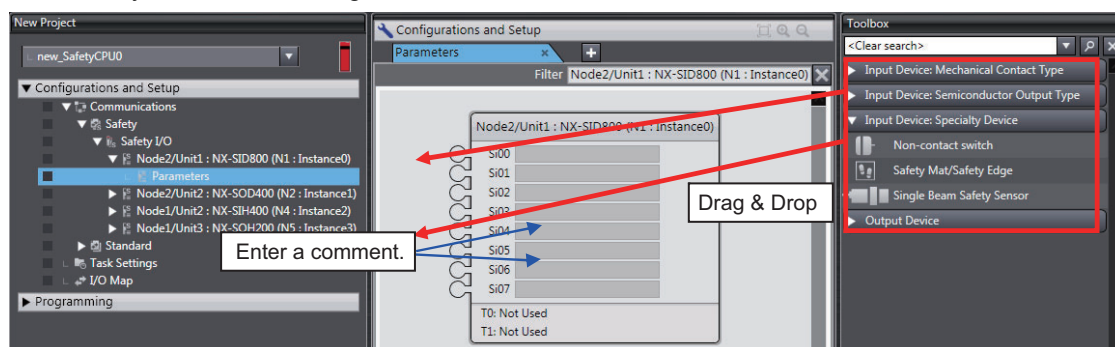 New Project
new_SafetyCPU0
Configurations and Setup
Communications
Safety
Safety I/O
Node2/Unit1 : NX-SID800 (N1 : Instance0)
Parameters
Node2/Unit2 : NX-SOD400 (N2 : Instance1)
Node1/Unit2 : NX-SIH400 (N4 : Instance2)
Node1/Unit3 : NX-SOH200 (N5 : Instance3)
Standard
Task Settings
I/O Map
Programming
Enter a comment.
Configurations and Setup
Parameters × +
Filter Node2/Unit1 : NX-SID800 (N1 : Instance0)
Node2/Unit1 : NX-SID800 (N1 : Instance0)
Si00
Si01
Si02
Si03
Si04
Si05
Si06
Si07
T0: Not Used
T1: Not Used
Drag & Drop
Toolbox
<Clear search>
Input Device: Mechanical Contact Type
Input Device: Semiconductor Output Type
Input Device: Specialty Device
Non-contact switch
Safety Mat/Safety Edge
Single Beam Safety Sensor
Output Device